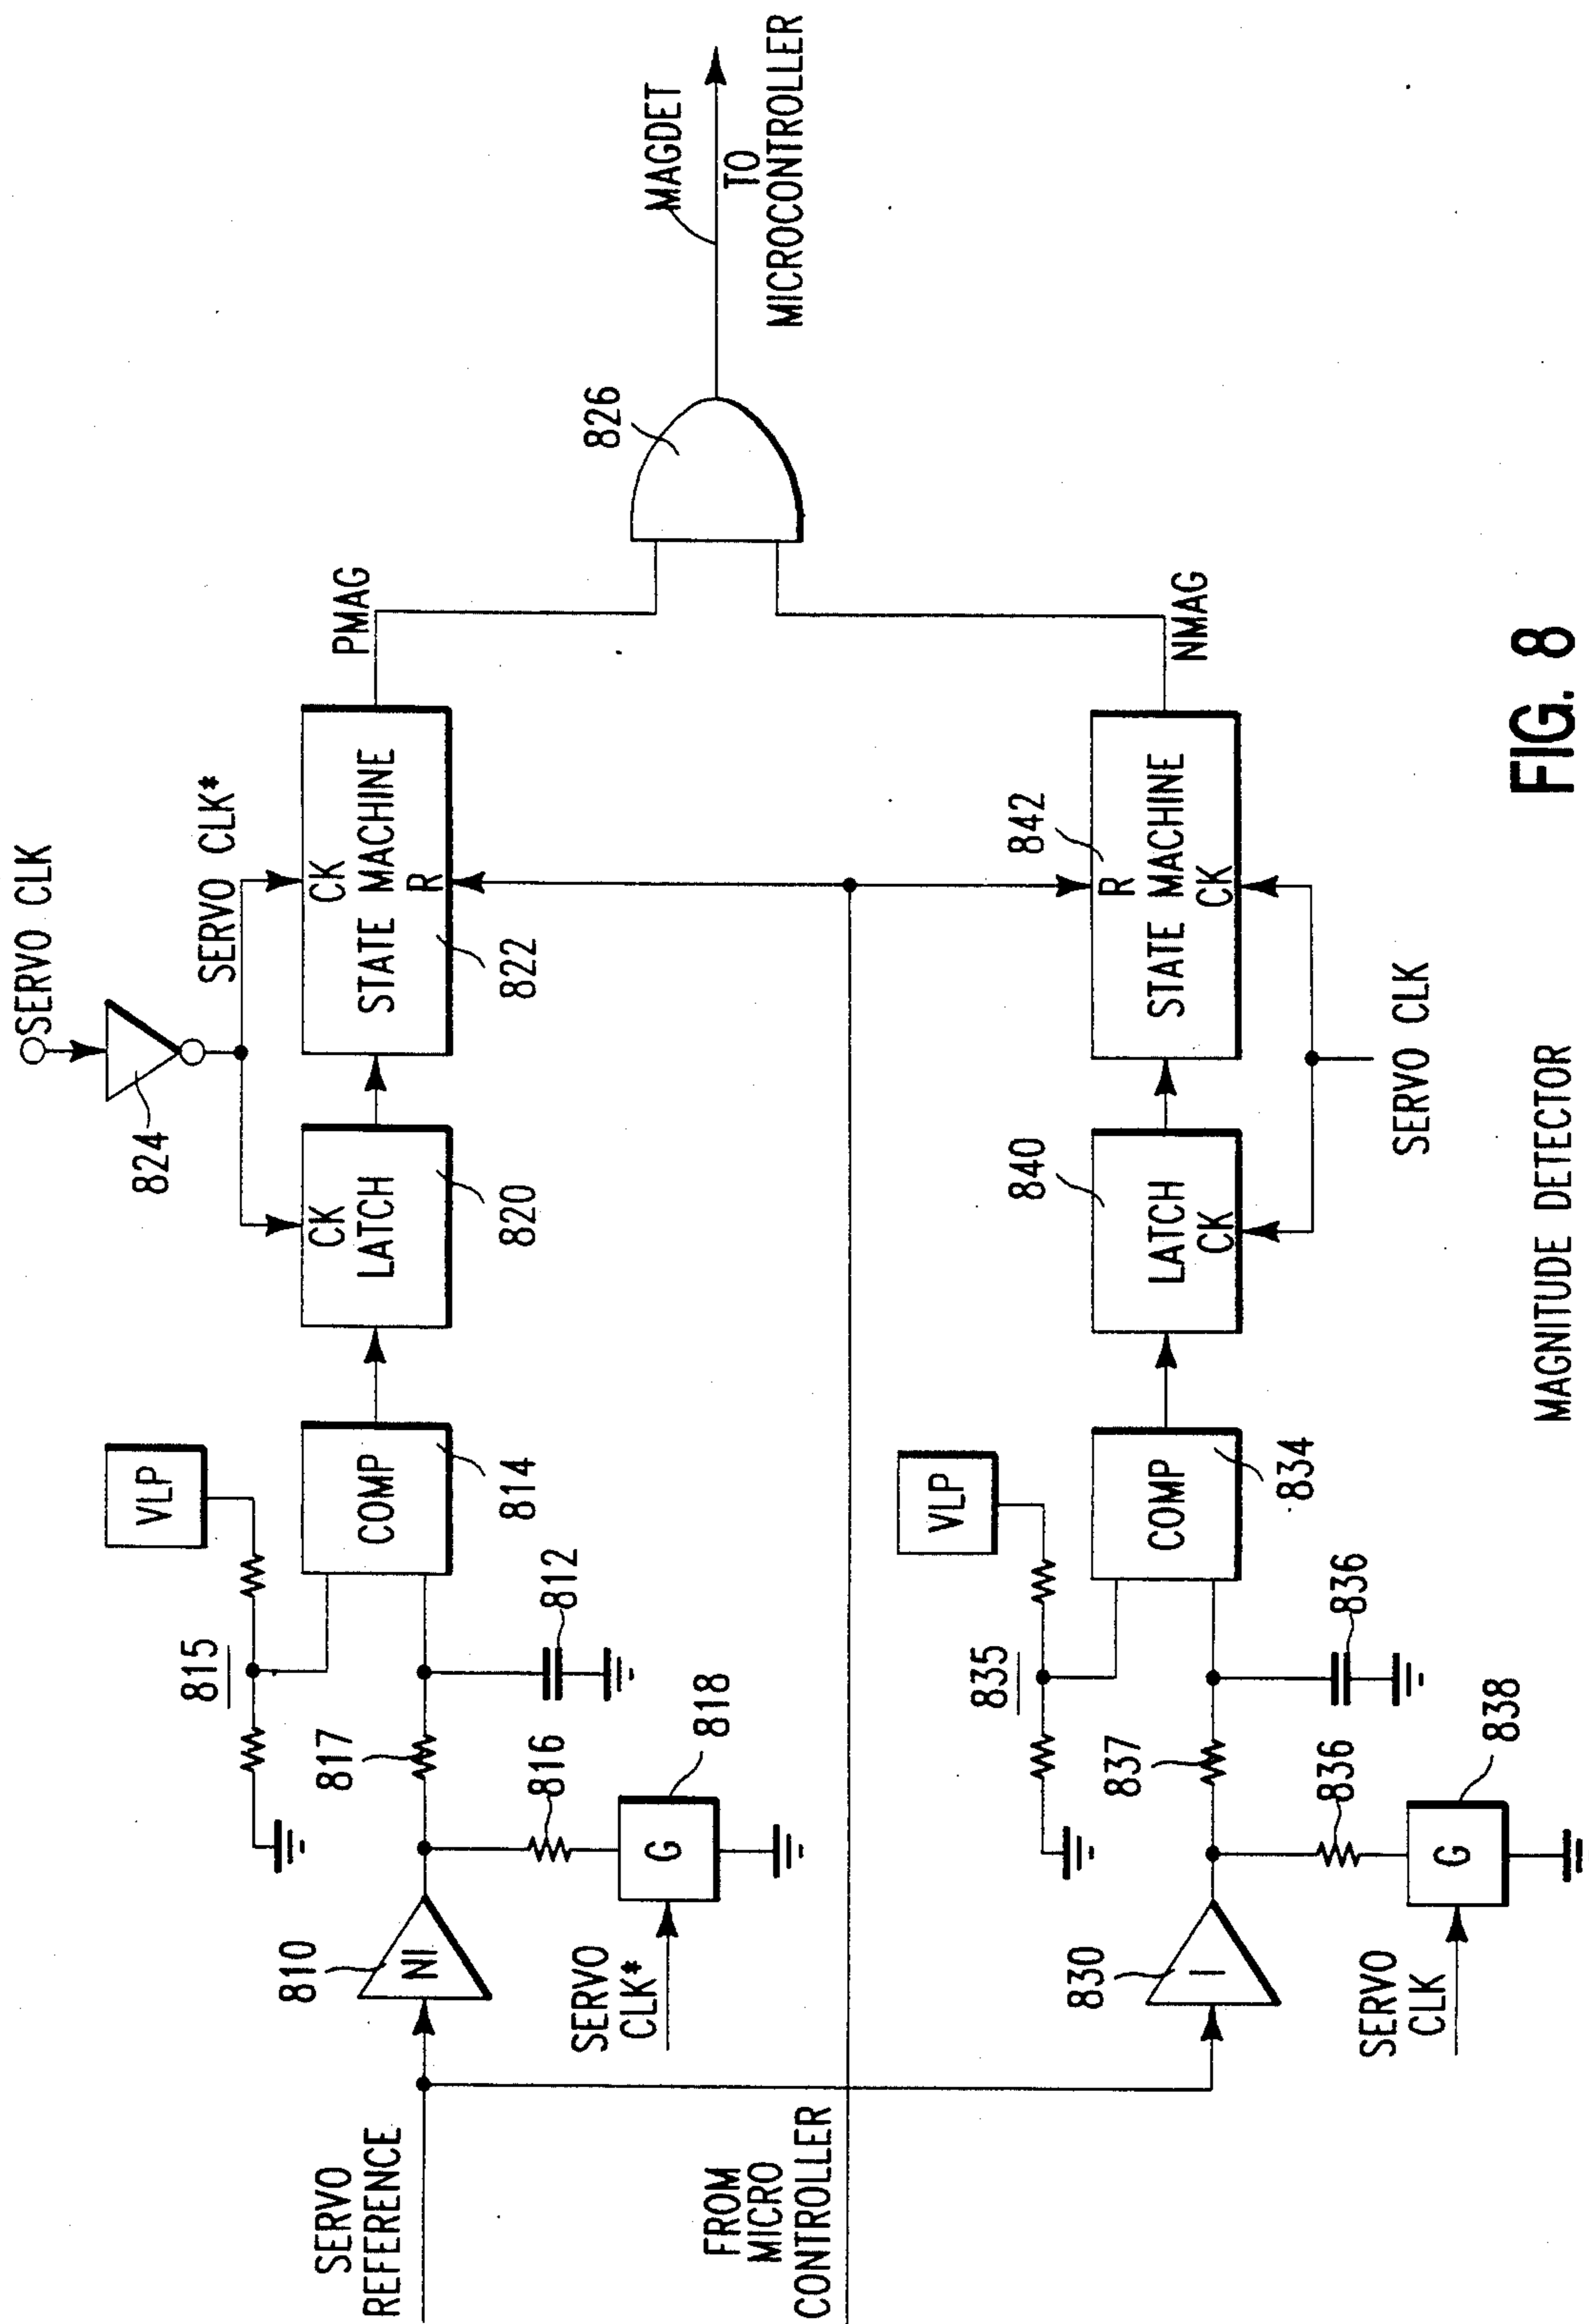 SERVO CLK
824
SERVO CLK*
VLP
815
COMP
814
CK
LATCH
820
CK
STATE MACHINE
R
822
PMAG
SERVO
REFERENCE
810
NI
817
816
812
SERVO
CLK*
G
818
826
MAGDET
TO
MICROCONTROLLER
FROM
MICRO
CONTROLLER
VLP
835
COMP
834
840
LATCH
CK
842
R
STATE MACHINE
CK
NMAG
830
I
837
836
836
SERVO
CLK
G
838
SERVO CLK
MAGNITUDE DETECTOR
FIG. 8